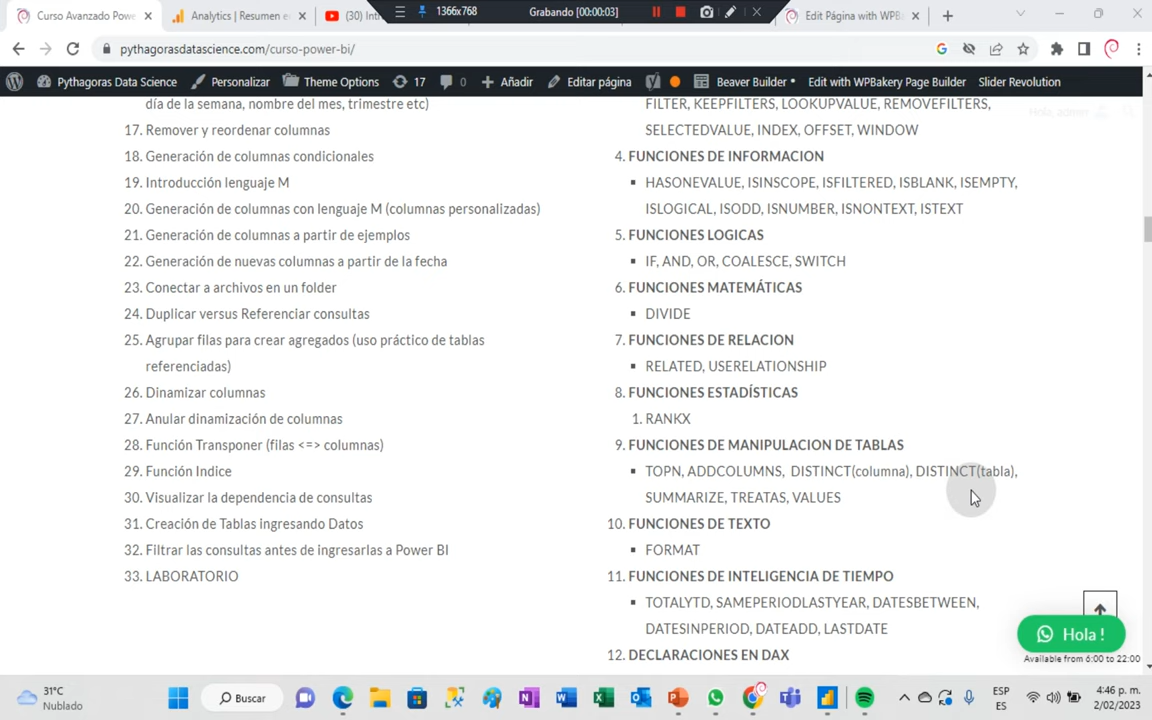 Curso Avanzado Powe
Analytics | Resumen e
(30) Int
1366x768
Grabando [00:00:03]
Edit Página with WPBa
pythagorasdatascience.com/curso-power-bi/
Pythagoras Data Science
Personalizar
Theme Options
17
0
Añadir
Editar página
Beaver Builder
Edit with WPBakery Page Builder
Slider Revolution
Hola, admer
día de la semana, nombre del mes, trimestre etc)
17. Remover y reordenar columnas
18. Generación de columnas condicionales
19. Introducción lenguaje M
20. Generación de columnas con lenguaje M (columnas personalizadas)
21. Generación de columnas a partir de ejemplos
22. Generación de nuevas columnas a partir de la fecha
23. Conectar a archivos en un folder
24. Duplicar versus Referenciar consultas
25. Agrupar filas para crear agregados (uso práctico de tablas
referenciadas)
26. Dinamizar columnas
27. Anular dinamización de columnas
28. Función Transponer (filas <=> columnas)
29. Función Indice
30. Visualizar la dependencia de consultas
31. Creación de Tablas ingresando Datos
32. Filtrar las consultas antes de ingresarlas a Power BI
33. LABORATORIO
FILTER, KEEPFILTERS, LOOKUPVALUE, REMOVEFILTERS,
SELECTEDVALUE, INDEX, OFFSET, WINDOW
4. FUNCIONES DE INFORMACION
▪ HASONEVALUE, ISINSCOPE, ISFILTERED, ISBLANK, ISEMPTY,
ISLOGICAL, ISODD, ISNUMBER, ISNONTEXT, ISTEXT
5. FUNCIONES LOGICAS
▪ IF, AND, OR, COALESCE, SWITCH
6. FUNCIONES MATEMÁTICAS
▪ DIVIDE
7. FUNCIONES DE RELACION
▪ RELATED, USERELATIONSHIP
8. FUNCIONES ESTADÍSTICAS
1. RANKX
9. FUNCIONES DE MANIPULACION DE TABLAS
▪ TOPN, ADDCOLUMNS, DISTINCT(columna), DISTINCT(tabla),
SUMMARIZE, TREATAS, VALUES
10. FUNCIONES DE TEXTO
▪ FORMAT
11. FUNCIONES DE INTELIGENCIA DE TIEMPO
▪ TOTALYTD, SAMEPERIODLASTYEAR, DATESBETWEEN,
DATESINPERIOD, DATEADD, LASTDATE
12. DECLARACIONES EN DAX
Hola !
Available from 6:00 to 22:00
31°C
Nublado
Buscar
ESP
ES
4:46 p. m.
2/02/2023